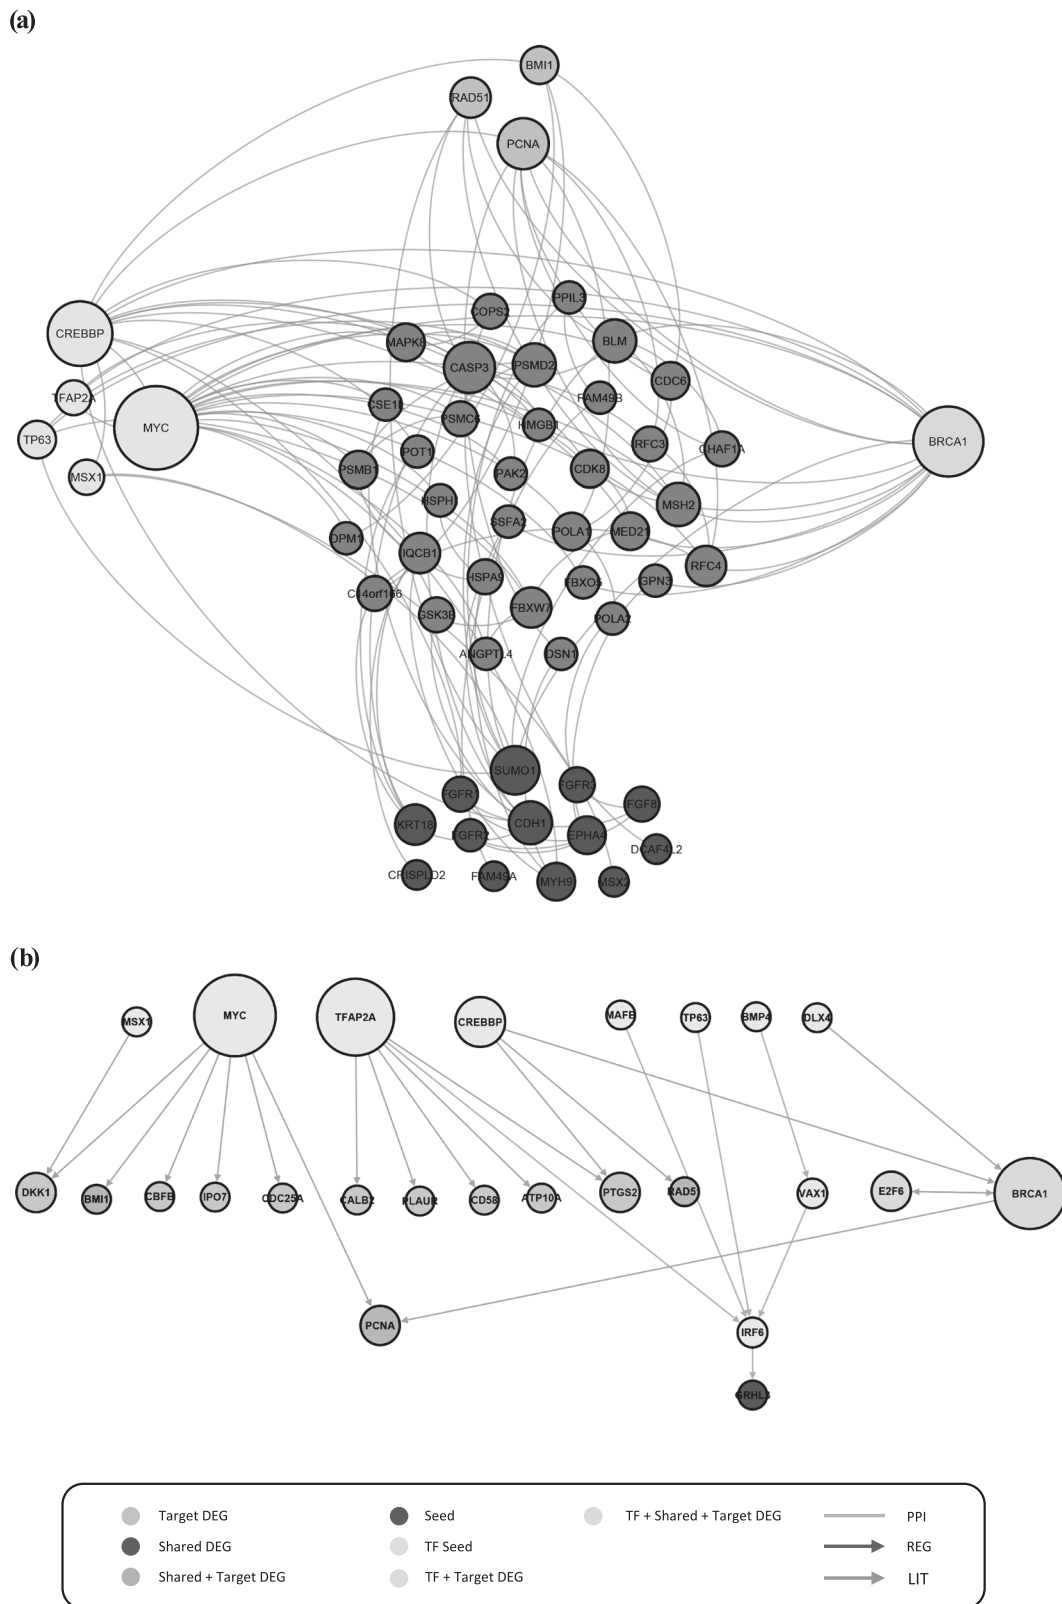 (a)
BMI1
RAD51
PCNA
CREBBP
TFAP2A
MYC
TP63
MSX1
BRCA1
COPS2
PPIL3
MAPK8
BLM
CASP3
PSMD2
CDC6
CSE1L
FAM49B
PSMC6
HMGB1
RFC3
CHAF1A
POT1
PSMB1
PAK2
CDK8
HSPH1
MSH2
SSFA2
POLA1
MED21
DPM1
IQCB1
RFC4
HSPA9
FBXO5
GPN3
C14orf166
GSK3B
FBXW7
POLA2
ANGPTL4
DSN1
SUMO1
FGFR1
FGFR3
FGF8
KRT18
FGFR2
CDH1
EPHA4
DCAF4L2
CRISPLD2
FAM49A
MYH9
MSX2
(b)
MSX1
MYC
TFAP2A
CREBBP
MAFB
TP63
BMP4
DLX4
DKK1
BMI1
CBFB
IPO7
CDC25A
CALB2
PLAUR
CD58
ATP10A
PTGS2
RAD5
VAX1
E2F6
BRCA1
PCNA
IRF6
GRHL3
Target DEG
Seed
TF + Shared + Target DEG
PPI
Shared DEG
TF Seed
REG
Shared + Target DEG
TF + Target DEG
LIT